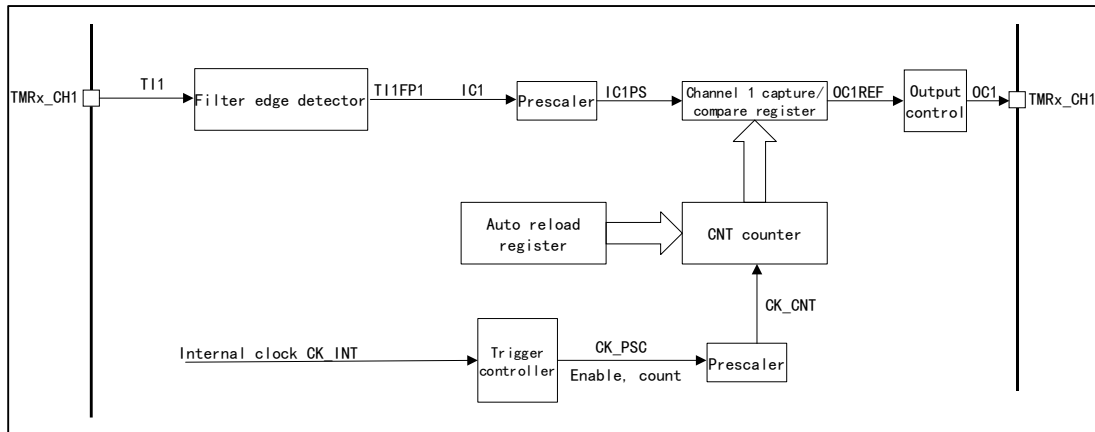 TMRx_CH1
TI1
Filter edge detector
TI1FP1
IC1
Prescaler
IC1PS
Channel 1 capture/
compare register
OC1REF
Output
control
OC1
TMRx_CH1
Auto reload
register
CNT counter
CK_CNT
Internal clock CK_INT
Trigger
controller
CK_PSC
Enable, count
Prescaler